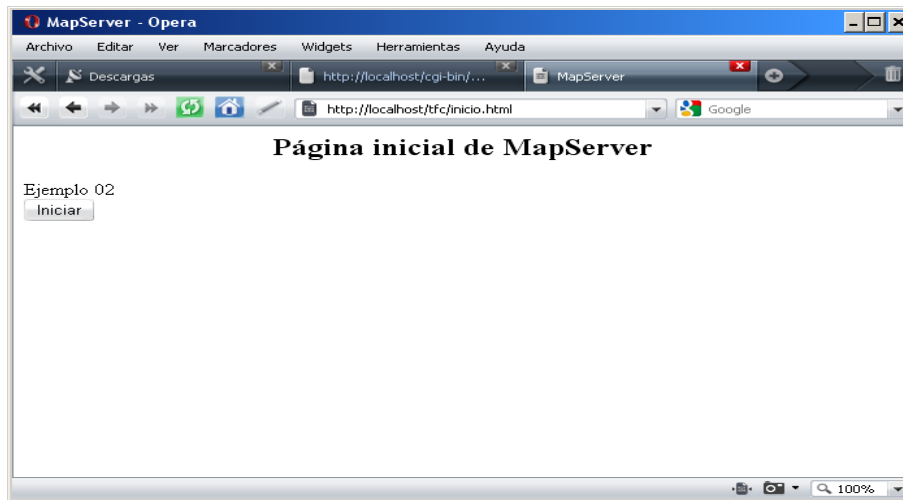 MapServer - Opera
Archivo Editar Ver Marcadores Widgets Herramientas Ayuda
Descargas http://localhost/cgi-bin/... MapServer
http://localhost/tfc/inicio.html Google
Página inicial de MapServer
Ejemplo 02
Iniciar
100%